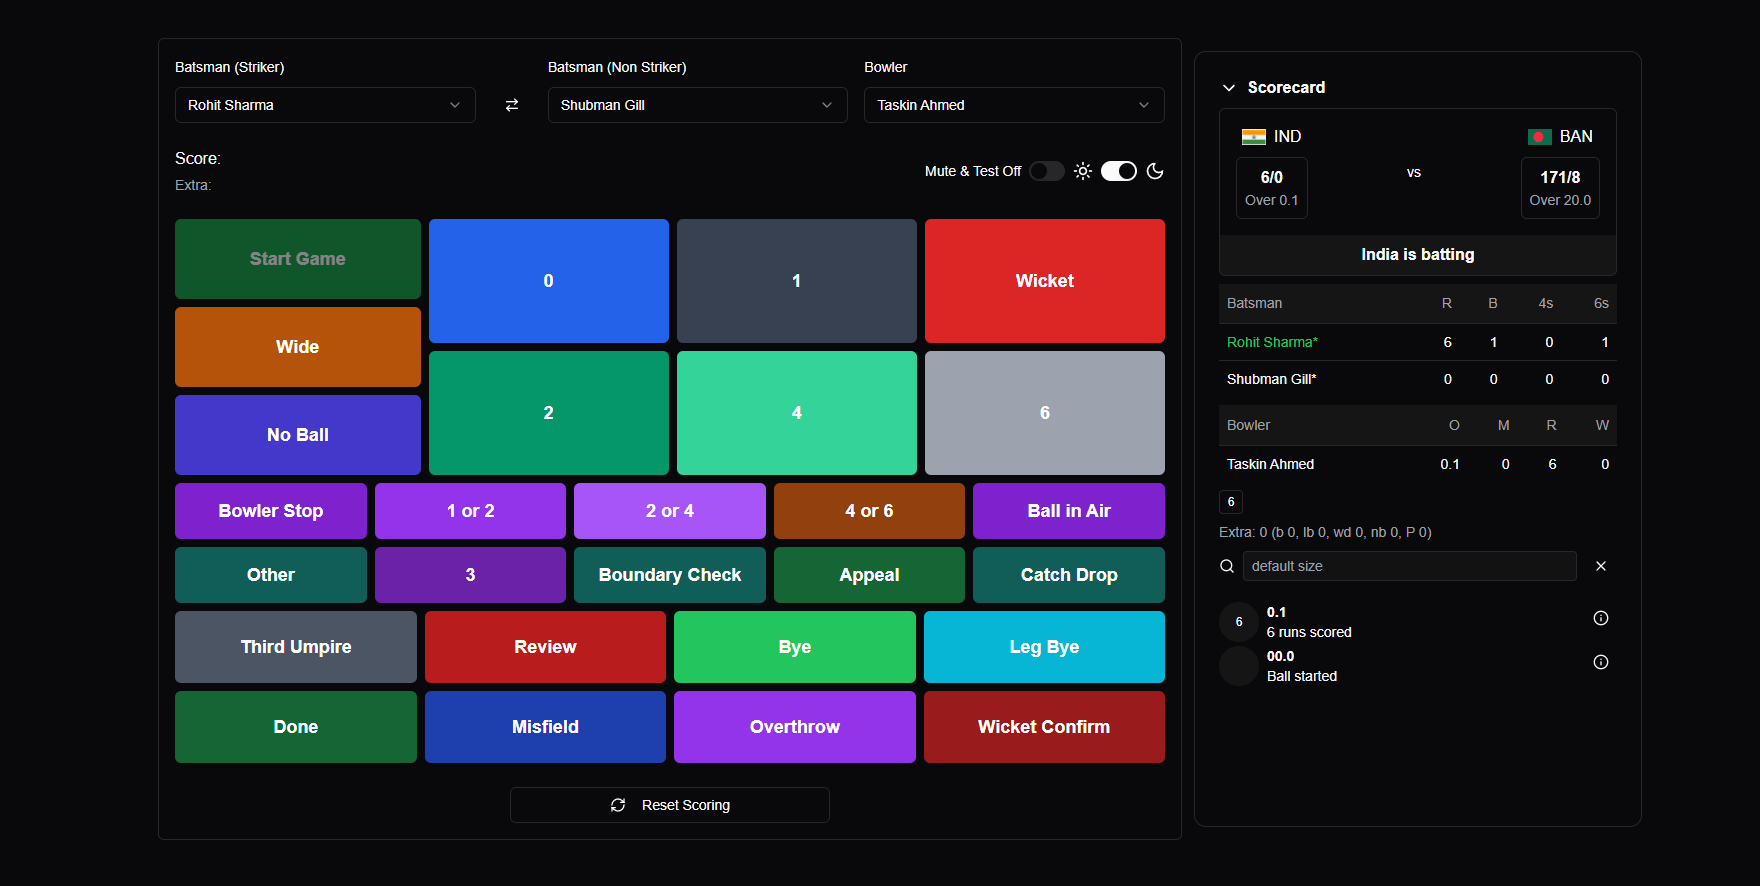 Batsman (Striker)
Batsman (Non Striker)
Bowler
Rohit Sharma
Shubman Gill
Taskin Ahmed
Score:
Extra:
Mute & Test Off
Start Game
0
1
Wicket
Wide
No Ball
2
4
6
Bowler Stop
1 or 2
2 or 4
4 or 6
Ball in Air
Other
3
Boundary Check
Appeal
Catch Drop
Third Umpire
Review
Bye
Leg Bye
Done
Misfield
Overthrow
Wicket Confirm
Reset Scoring
Scorecard
IND
BAN
6/0
Over 0.1
vs
171/8
Over 20.0
India is batting
Batsman R B 4s 6s
Rohit Sharma* 6 1 0 1
Shubman Gill* 0 0 0 0
Bowler O M R W
Taskin Ahmed 0.1 0 6 0
6
Extra: 0 (b 0, lb 0, wd 0, nb 0, P 0)
default size
6
0.1
6 runs scored
00.0
Ball started